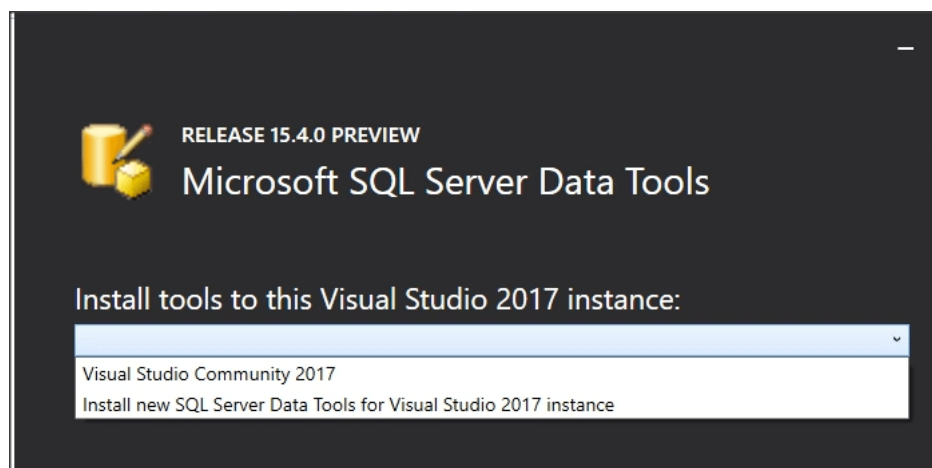 RELEASE 15.4.0 PREVIEW
Microsoft SQL Server Data Tools
Install tools to this Visual Studio 2017 instance:
Visual Studio Community 2017
Install new SQL Server Data Tools for Visual Studio 2017 instance